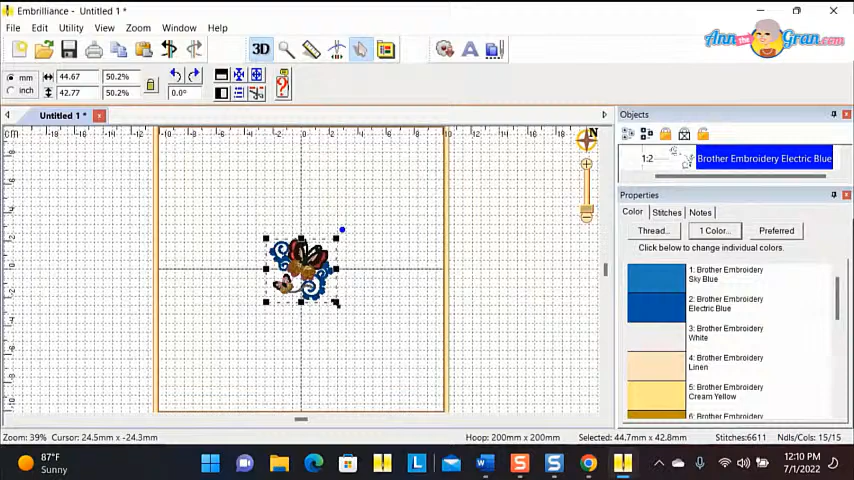 Embrilliance - Untitled 1 *
File Edit Utility View Zoom Window Help
Ann the Gran.com
3D
mm 44.67 50.2%
inch 42.77 50.2% 0.0°
Untitled 1 *
cm
N
Objects
1:2 Brother Embroidery Electric Blue
Properties
Color Stitches Notes
Thread... 1 Color... Preferred
Click below to change individual colors.
1: Brother Embroidery
Sky Blue
2: Brother Embroidery
Electric Blue
3: Brother Embroidery
White
4: Brother Embroidery
Linen
5: Brother Embroidery
Cream Yellow
6: Brother Embroidery
Zoom: 39% Cursor: 24.5mm x -24.3mm Hoop: 200mm x 200mm Selected: 44.7mm x 42.8mm Stitches:6611 Ndls/Cols: 15/15
87°F
Sunny
12:10 PM
7/1/2022